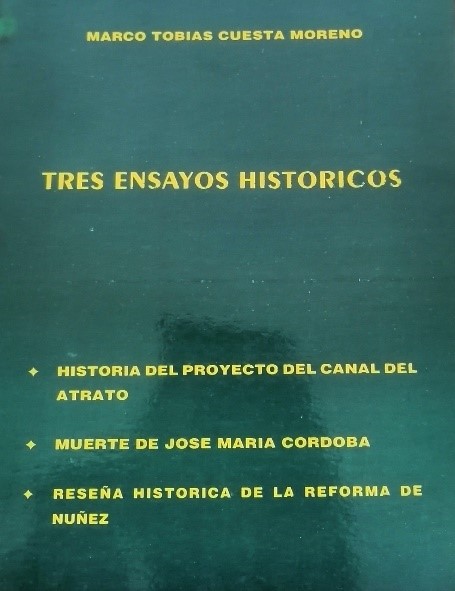 MARCO TOBIAS CUESTA MORENO
TRES ENSAYOS HISTORICOS
HISTORIA DEL PROYECTO DEL CANAL DEL
ATRATO
MUERTE DE JOSE MARIA CORDOBA
RESEÑA HISTORICA DE LA REFORMA DE
NUÑEZ